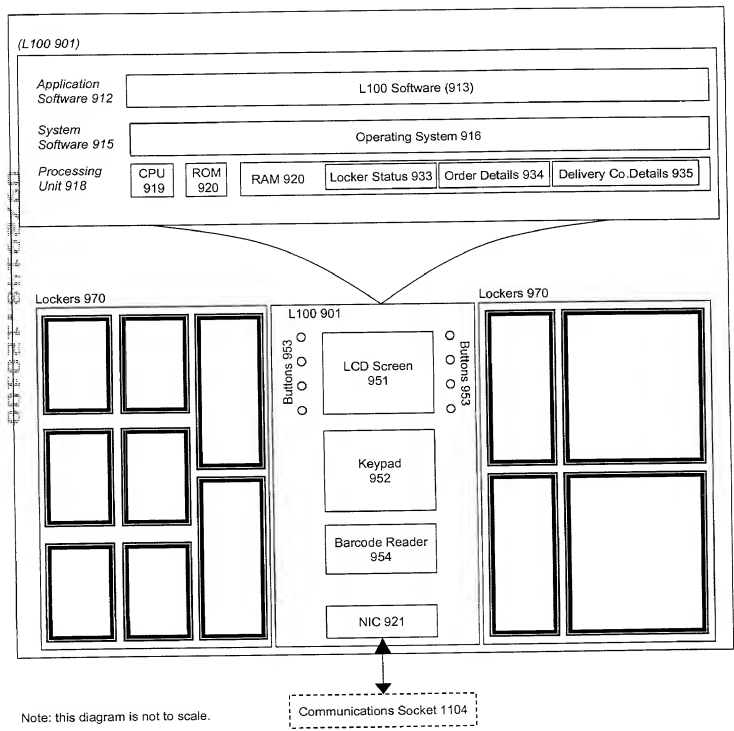 (L100 901)
Application
Software 912
L100 Software (913)
System
Software 915
Operating System 916
Processing
Unit 918
CPU
919
ROM
920
RAM 920
Locker Status 933
Order Details 934
Delivery Co.Details 935
Lockers 970
L100 901
Lockers 970
Buttons 953
LCD Screen
951
Buttons 953
Keypad
952
Barcode Reader
954
NIC 921
Communications Socket 1104
Note: this diagram is not to scale.